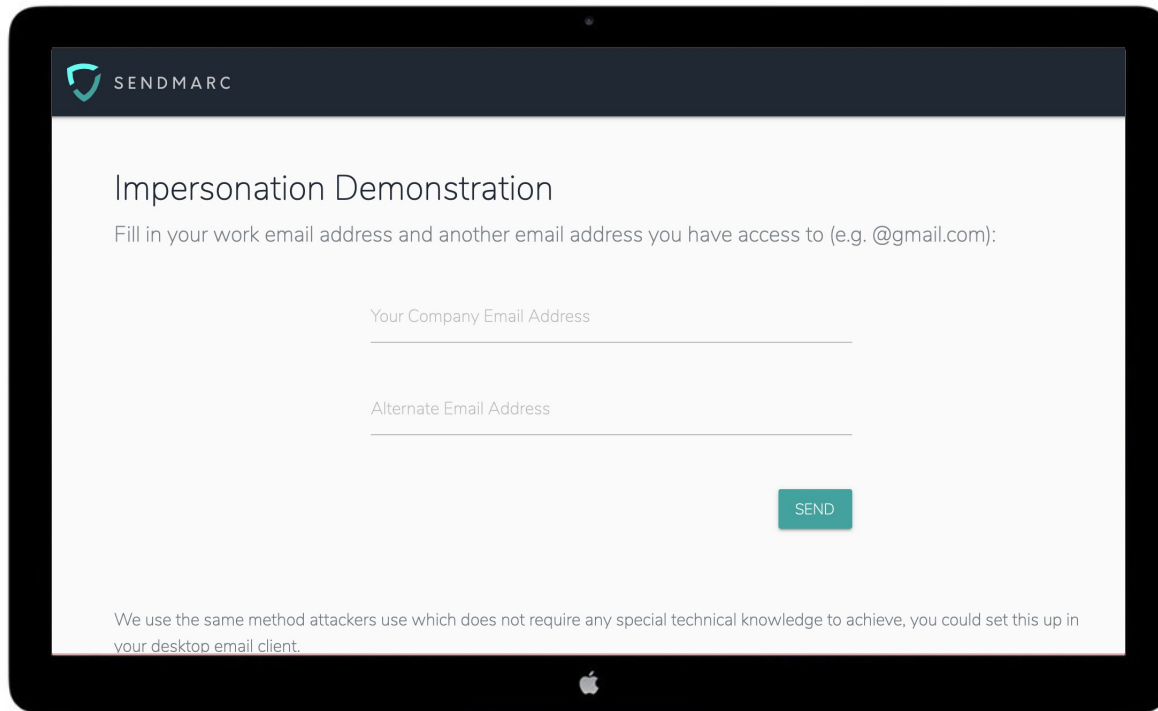 SENDMARC
Impersonation Demonstration
Fill in your work email address and another email address you have access to (e.g. @gmail.com):
Your Company Email Address
Alternate Email Address
SEND
We use the same method attackers use which does not require any special technical knowledge to achieve, you could set this up in
your desktop email client.